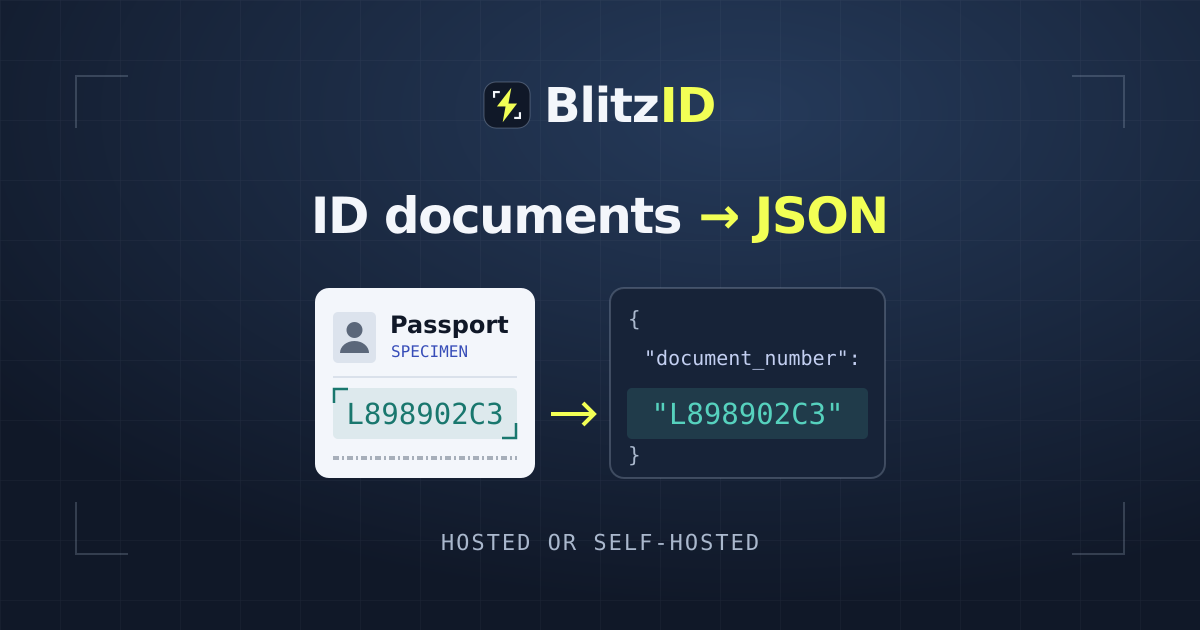 BlitzID
ID documents → JSON
Passport
SPECIMEN
L898902C3
→
{
"document_number":
"L898902C3"
}
HOSTED OR SELF-HOSTED